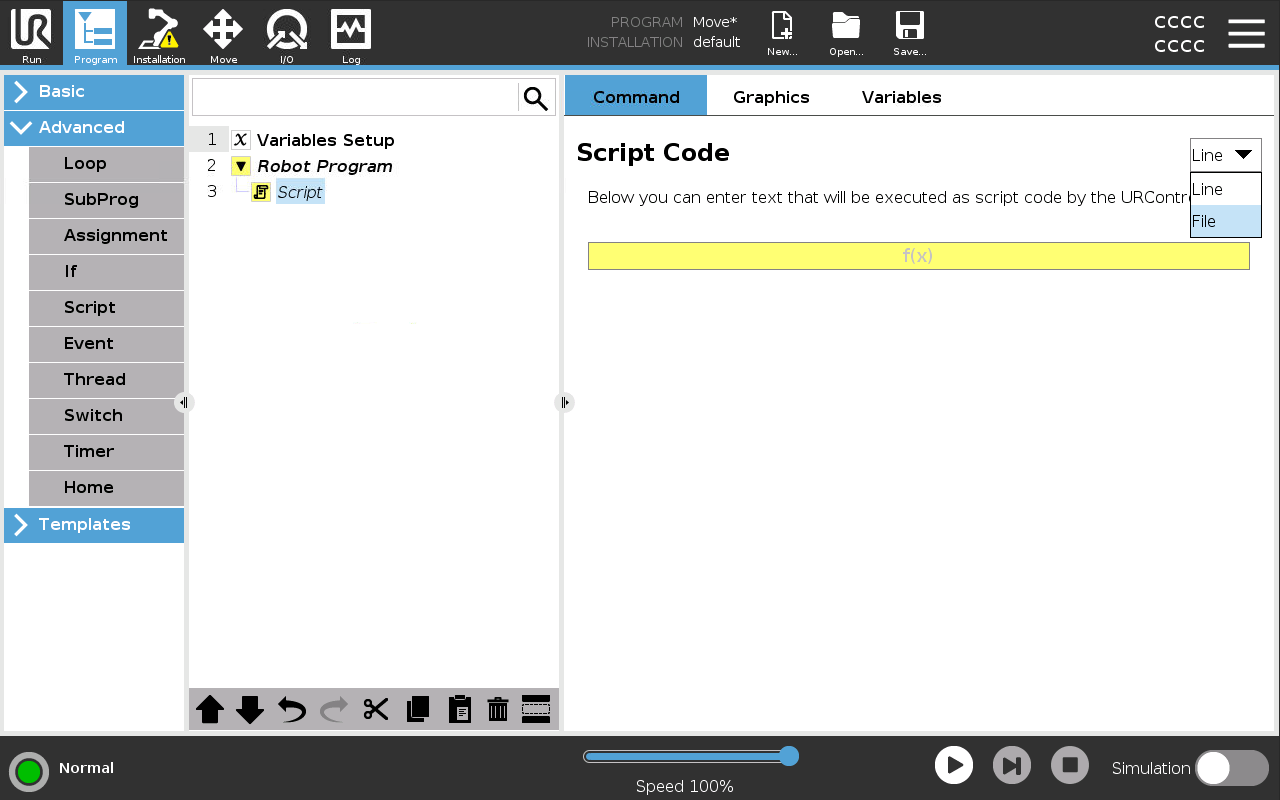 PROGRAM Move*
INSTALLATION default
CCCC
CCCC
Run Program Installation Move I/O Log New... Open... Save...
Basic
Advanced
Loop
SubProg
Assignment
If
Script
Event
Thread
Switch
Timer
Home
Templates
1 X Variables Setup
2 Robot Program
3 Script
Command Graphics Variables
Script Code
Line
Line
File
Below you can enter text that will be executed as script code by the URContr
f(x)
Normal
Speed 100%
Simulation